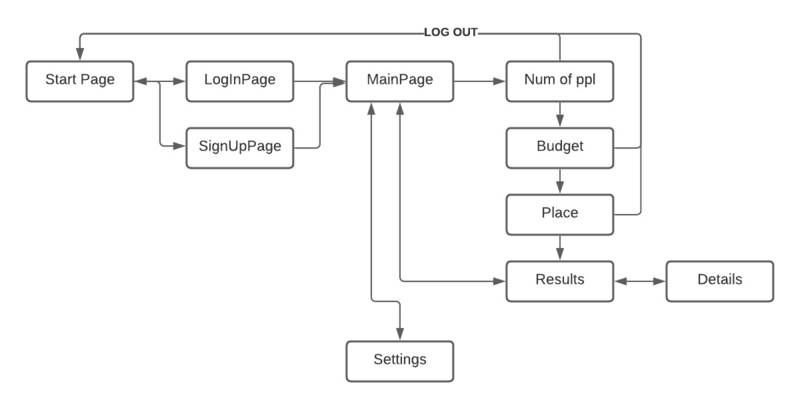 LOG OUT
Start Page
LogInPage
MainPage
Num of ppl
SignUpPage
Budget
Place
Results
Details
Settings